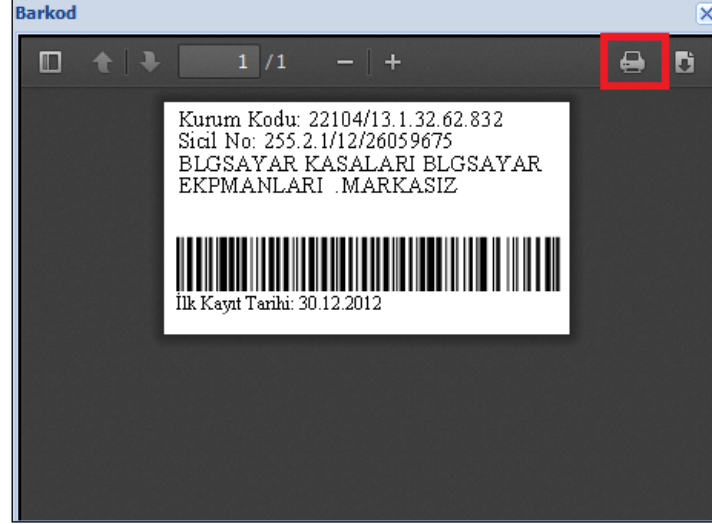 Barkod
1 /1
Kurum Kodu: 22104/13.1.32.62.832
Sicil No: 255.2.1/12/26059675
BLGSAYAR KASALARI BLGSAYAR
EKPMANLARI .MARKASIZ
İlk Kayıt Tarihi: 30.12.2012